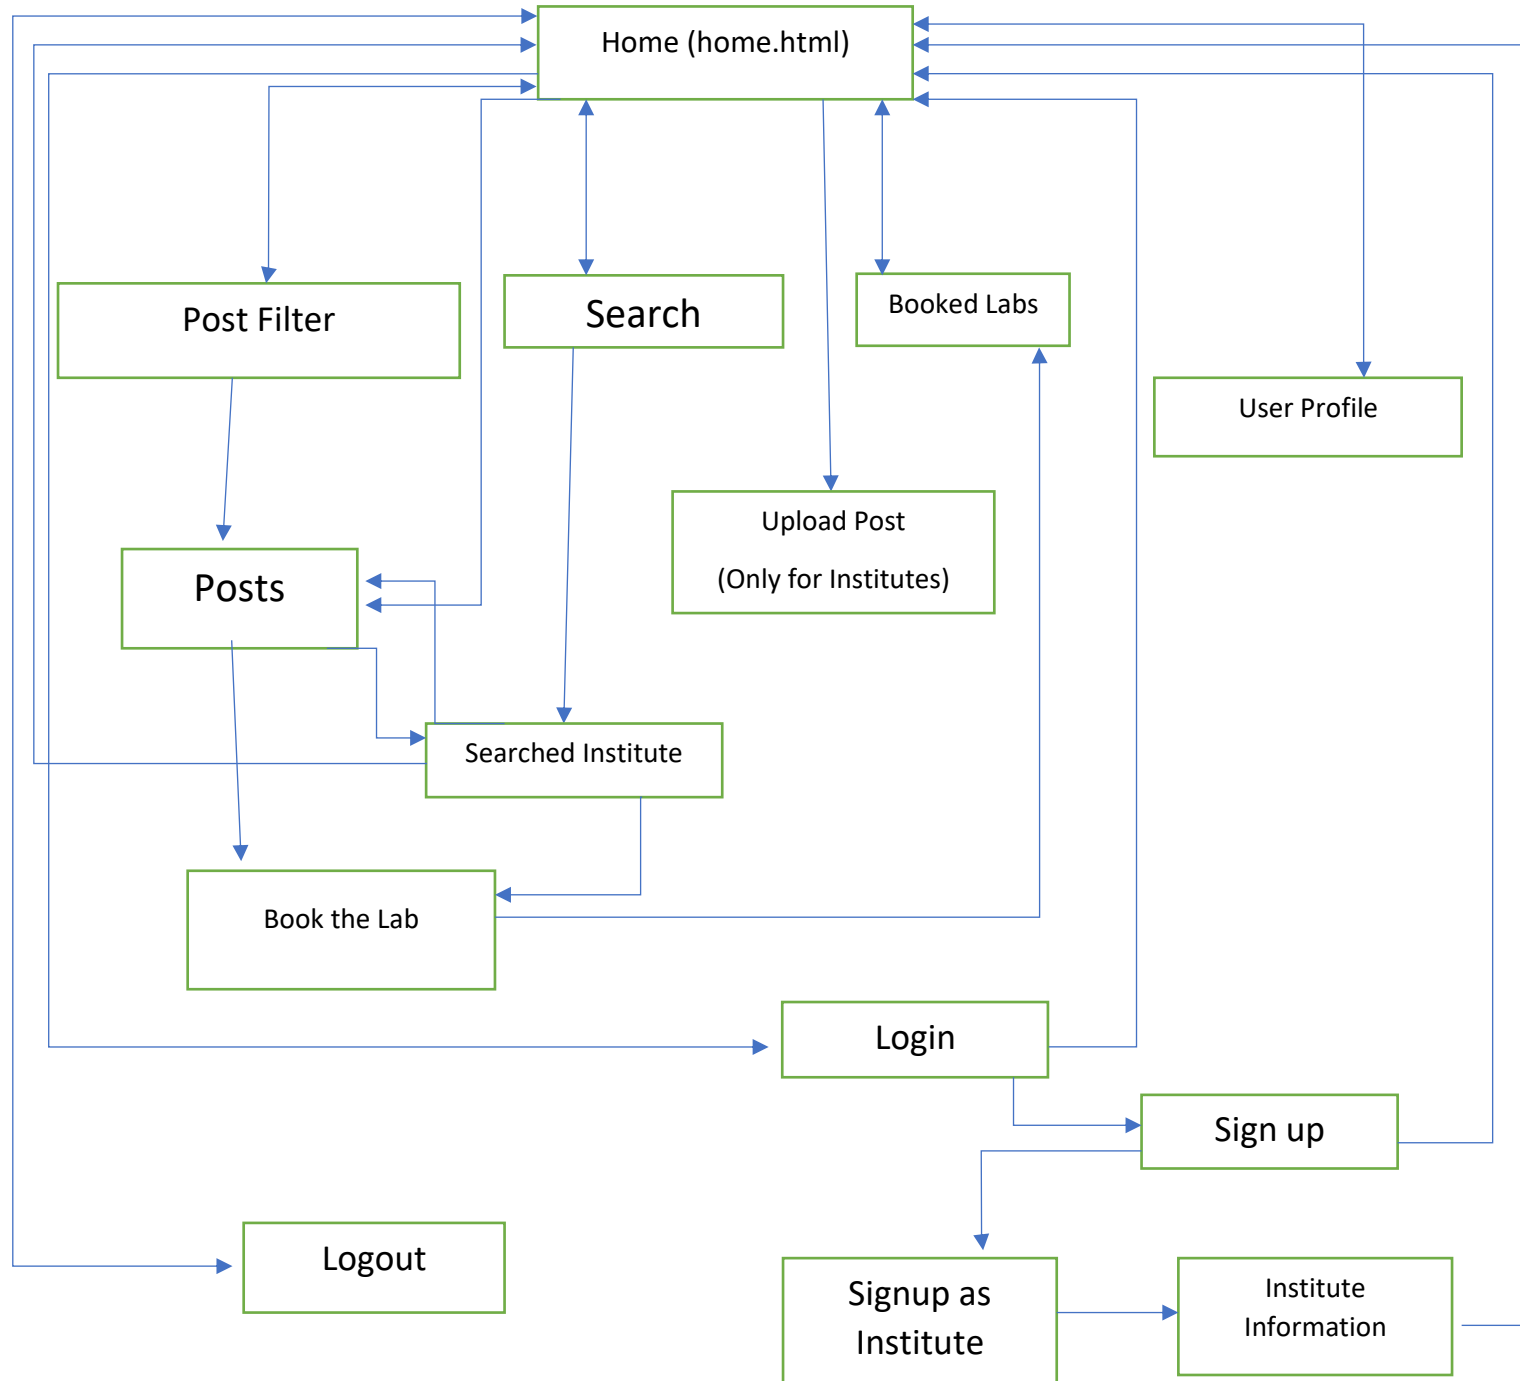 Home (home.html)
Post Filter
Search
Booked Labs
User Profile
Upload Post
(Only for Institutes)
Posts
Searched Institute
Book the Lab
Login
Sign up
Logout
Signup as
Institute
Institute
Information